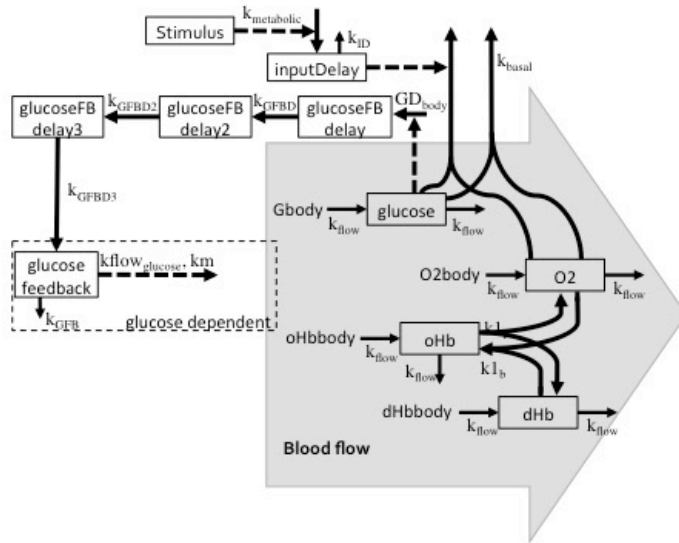 Stimulus
k_metabolic
k_ID
inputDelay
k_basal
glucoseFB
delay3
k_GFBD2
glucoseFB
delay2
k_GFBD
glucoseFB
delay
GD_body
k_GFBD3
Gbody
k_flow
glucose
k_flow
glucose
feedback
kflow_glucose, km
k_GFB
glucose dependent
O2body
k_flow
O2
k_flow
oHbbody
k_flow
oHb
k_flow
k1
k1_b
dHbbody
k_flow
dHb
k_flow
Blood flow